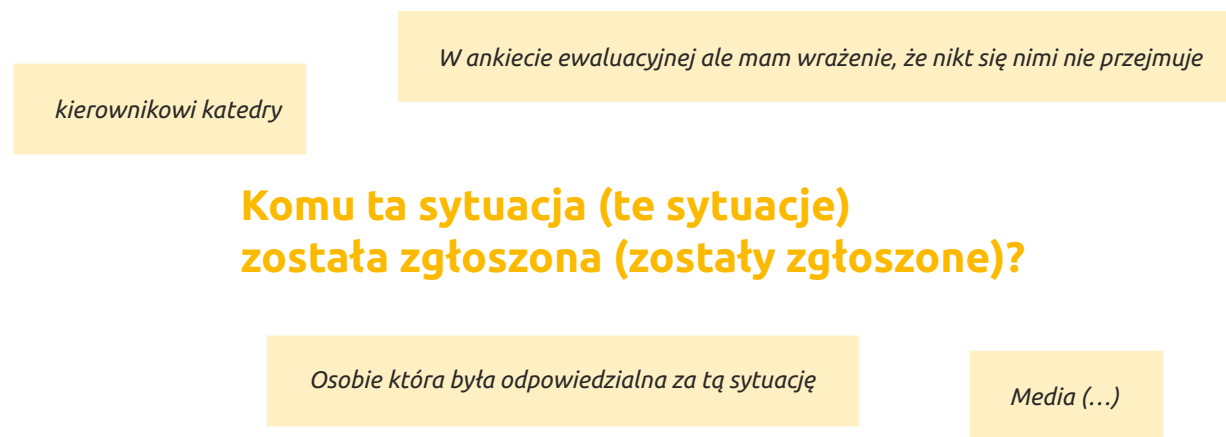 W ankiecie ewaluacyjnej ale mam wrażenie, że nikt się nimi nie przejmuje
kierownikowi katedry
Komu ta sytuacja (te sytuacje)
została zgłoszona (zostały zgłoszone)?
Osobie która była odpowiedzialna za tą sytuację
Media (…)